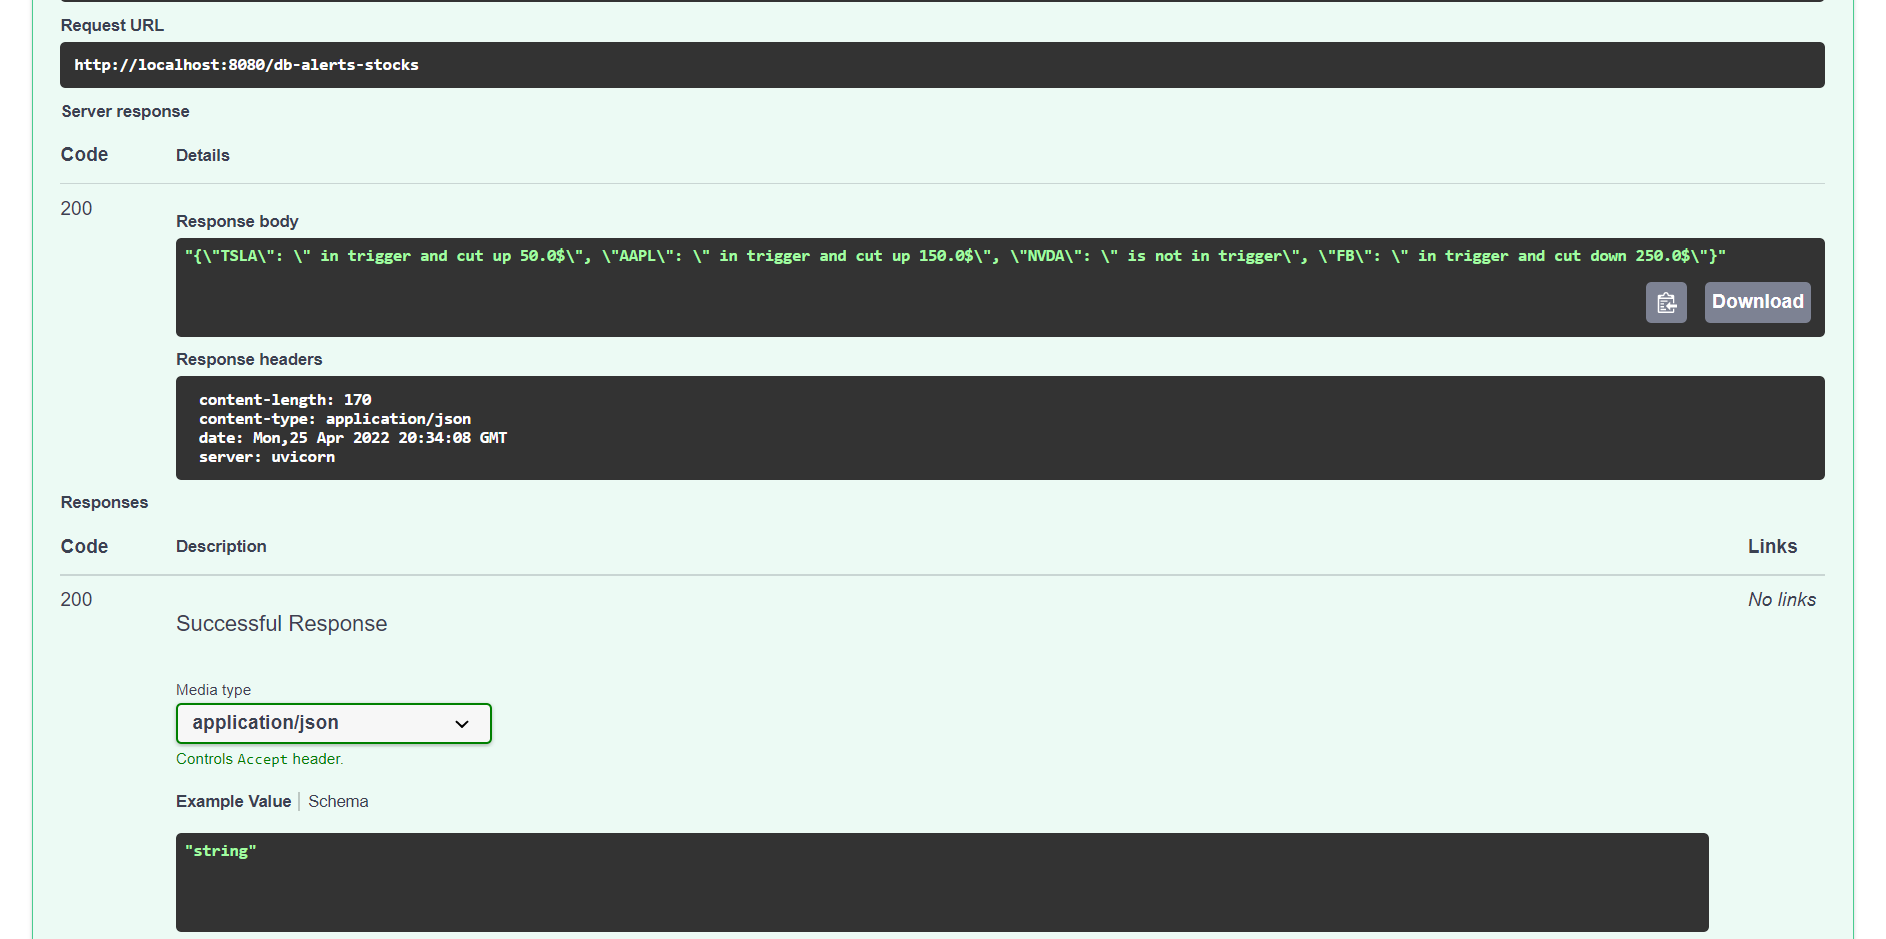 Request URL
http://localhost:8080/db-alerts-stocks
Server response
Code Details
200
Response body
"{\"TSLA\": \" in trigger and cut up 50.0$\", \"AAPL\": \" in trigger and cut up 150.0$\", \"NVDA\": \" is not in trigger\", \"FB\": \" in trigger and cut down 250.0$\"}"
Download
Response headers
content-length: 170
content-type: application/json
date: Mon,25 Apr 2022 20:34:08 GMT
server: uvicorn
Responses
Code Description Links
200 No links
Successful Response
Media type
application/json
Controls Accept header.
Example Value Schema
"string"